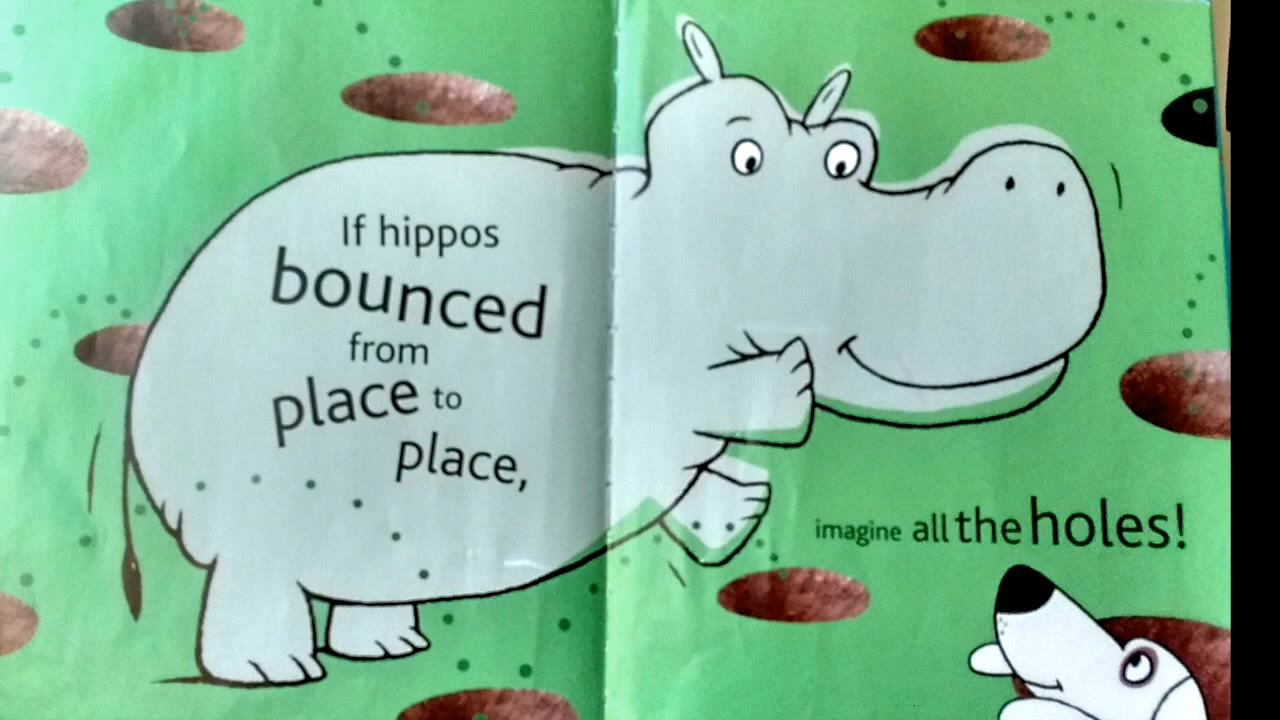 If hippos
bounced
from
place to
place,
imagine all the holes!